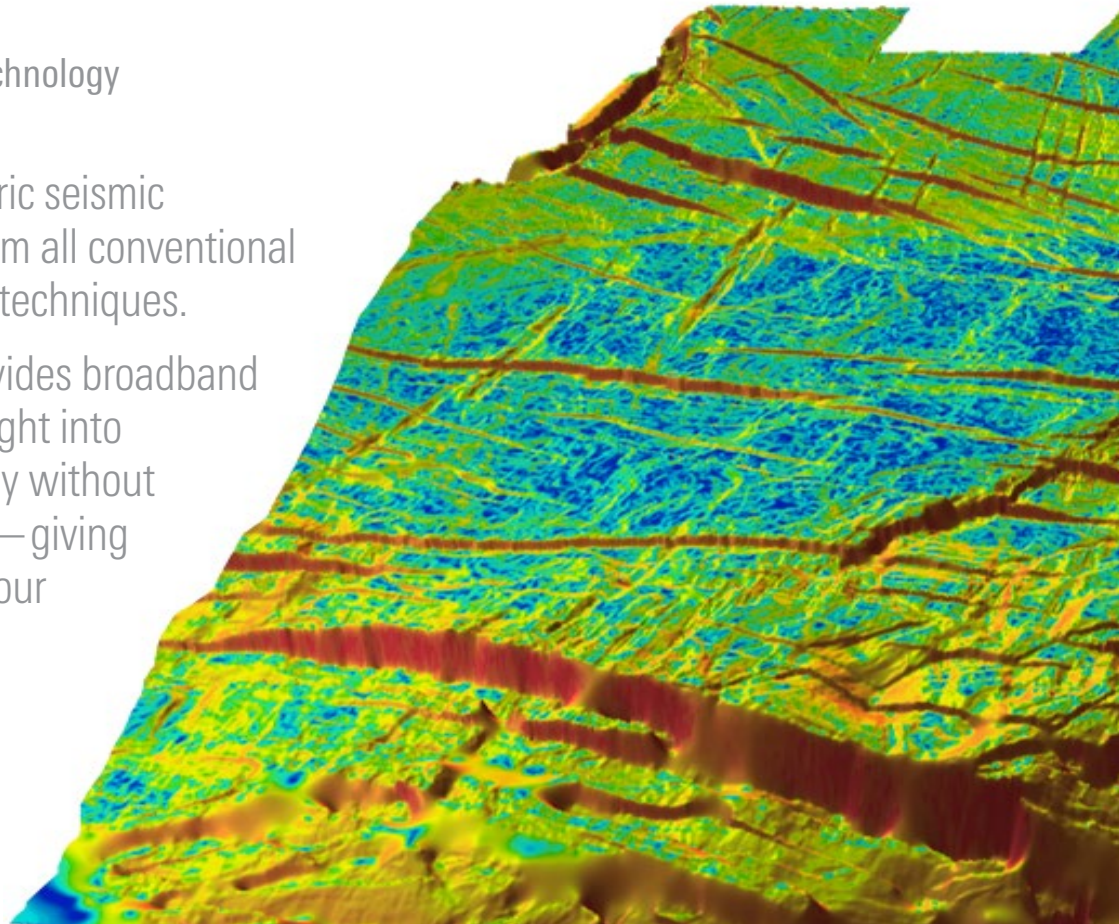 chnology
ric seismic
m all conventional
techniques.
vides broadband
ght into
y without
—giving
our